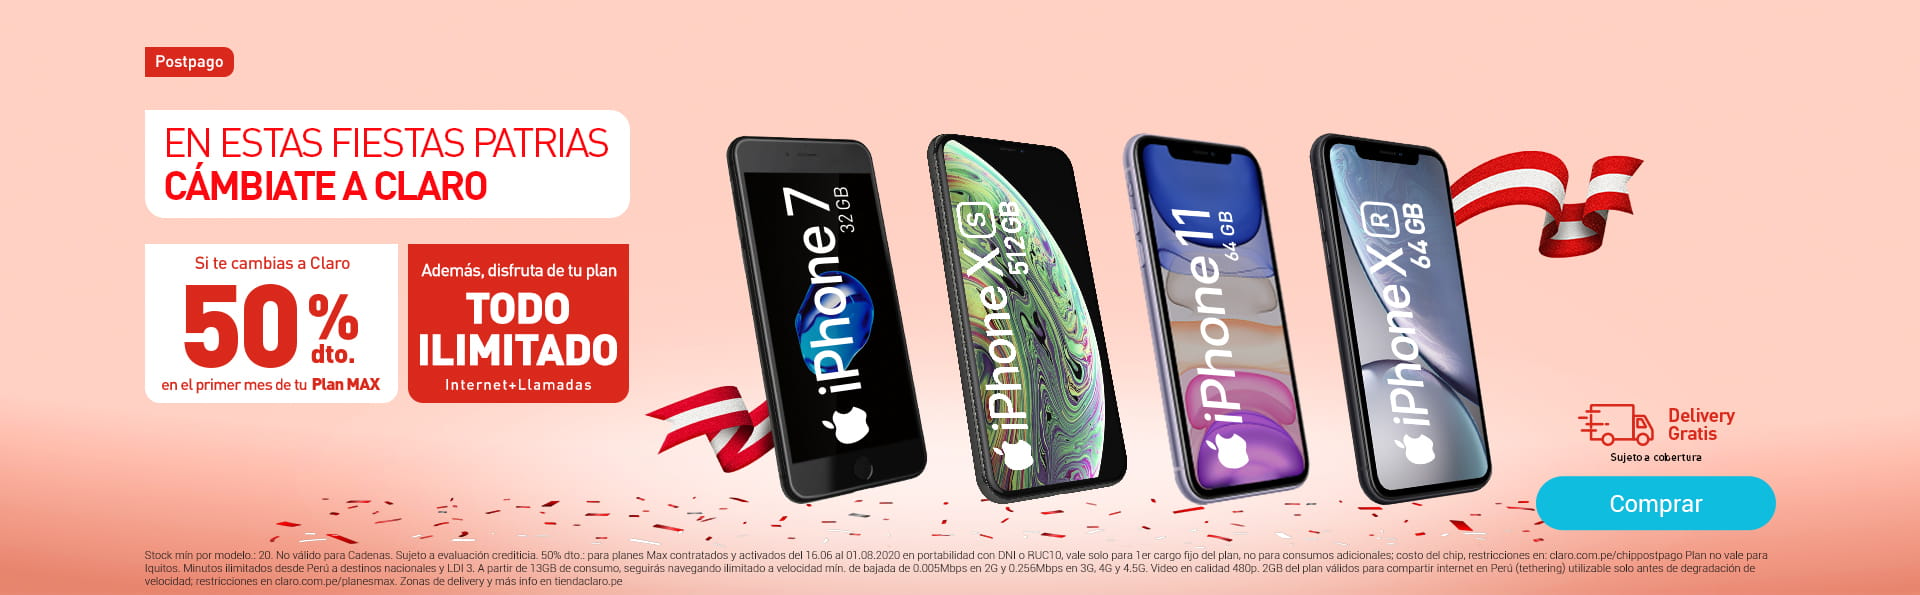 Postpago
EN ESTAS FIESTAS PATRIAS
CÁMBIATE A CLARO
Si te cambias a Claro
50% dto.
en el primer mes de tu Plan MAX
Además, disfruta de tu plan
TODO
ILIMITADO
Internet+Llamadas
iPhone 7
32 GB
iPhone XS
512GB
iPhone 11
64 GB
iPhone XR
64 GB
Delivery
Gratis
Sujeto a cobertura
Comprar
Stock mín por modelo.: 20. No válido para Cadenas. Sujeto a evaluación crediticia. 50% dto.: para planes Max contratados y activados del 16.06 al 01.08.2020 en portabilidad con DNI o RUC10, vale solo para 1er cargo fijo del plan, no para consumos adicionales; costo del chip, restricciones en: claro.com.pe/chippostpago Plan no vale para
Iquitos. Minutos ilimitados desde Perú a destinos nacionales y LDI 3. A partir de 13GB de consumo, seguirás navegando ilimitado a velocidad mín. de bajada de 0.005Mbps en 2G y 0.256Mbps en 3G, 4G y 4.5G. Video en calidad 480p. 2GB del plan válidos para compartir internet en Perú (tethering) utilizable solo antes de degradación de
velocidad; restricciones en claro.com.pe/planesmax. Zonas de delivery y más info en tiendaclaro.pe